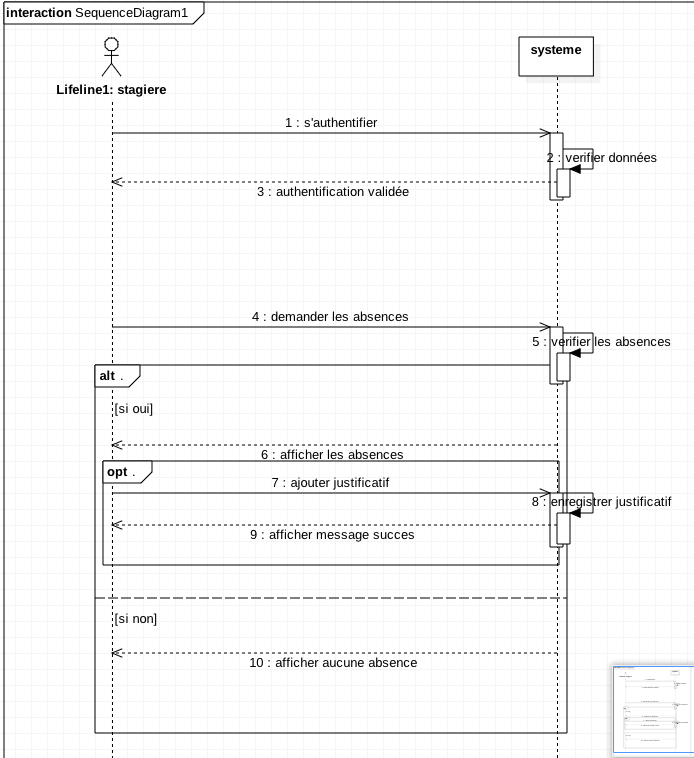 interaction SequenceDiagram1
systeme
Lifeline1: stagiere
1 : s'authentifier
2 : verifier données
3 : authentification validée
4 : demander les absences
5 : verifier les absences
alt .
[si oui]
6 : afficher les absences
opt .
7 : ajouter justificatif
8 : enregistrer justificatif
9 : afficher message succes
[si non]
10 : afficher aucune absence